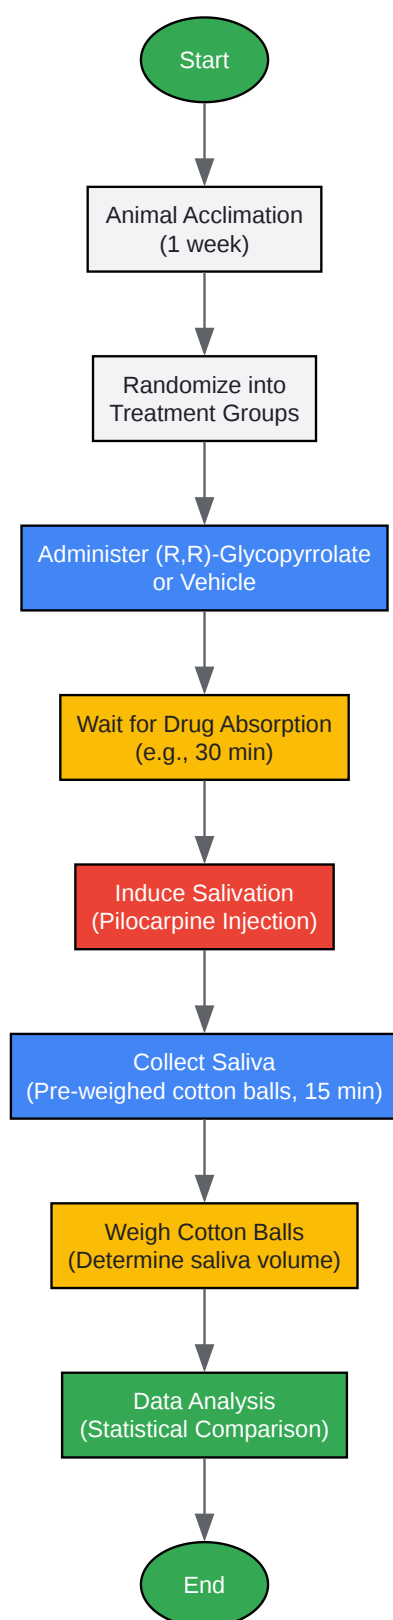 Start
Animal Acclimation
(1 week)
Randomize into
Treatment Groups
Administer (R,R)-Glycopyrrolate
or Vehicle
Wait for Drug Absorption
(e.g., 30 min)
Induce Salivation
(Pilocarpine Injection)
Collect Saliva
(Pre-weighed cotton balls, 15 min)
Weigh Cotton Balls
(Determine saliva volume)
Data Analysis
(Statistical Comparison)
End